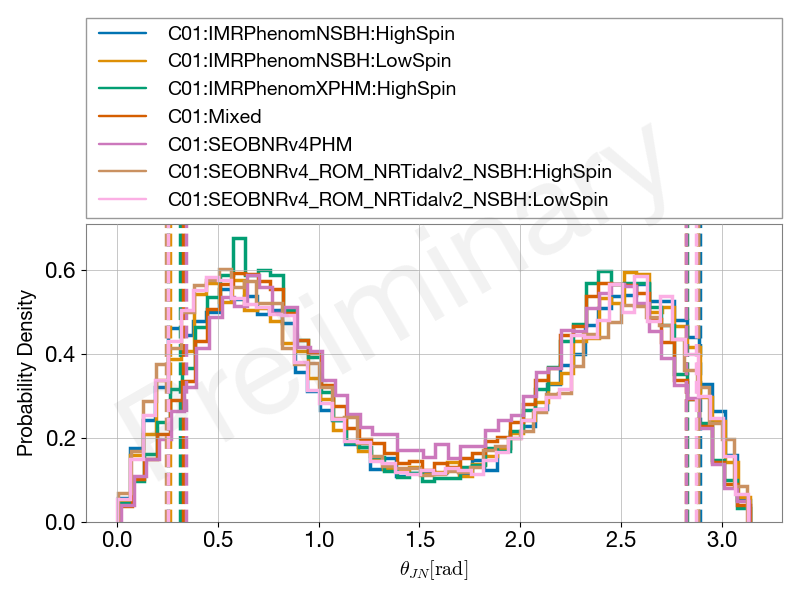 C01:IMRPhenomNSBH:HighSpin
C01:IMRPhenomNSBH:LowSpin
C01:IMRPhenomXPHM:HighSpin
C01:Mixed
C01:SEOBNRv4PHM
C01:SEOBNRv4_ROM_NRTidalv2_NSBH:HighSpin
C01:SEOBNRv4_ROM_NRTidalv2_NSBH:LowSpin
Preliminary
Probability Density
0.6
0.4
0.2
0.0
0.0 0.5 1.0 1.5 2.0 2.5 3.0
θJN[rad]